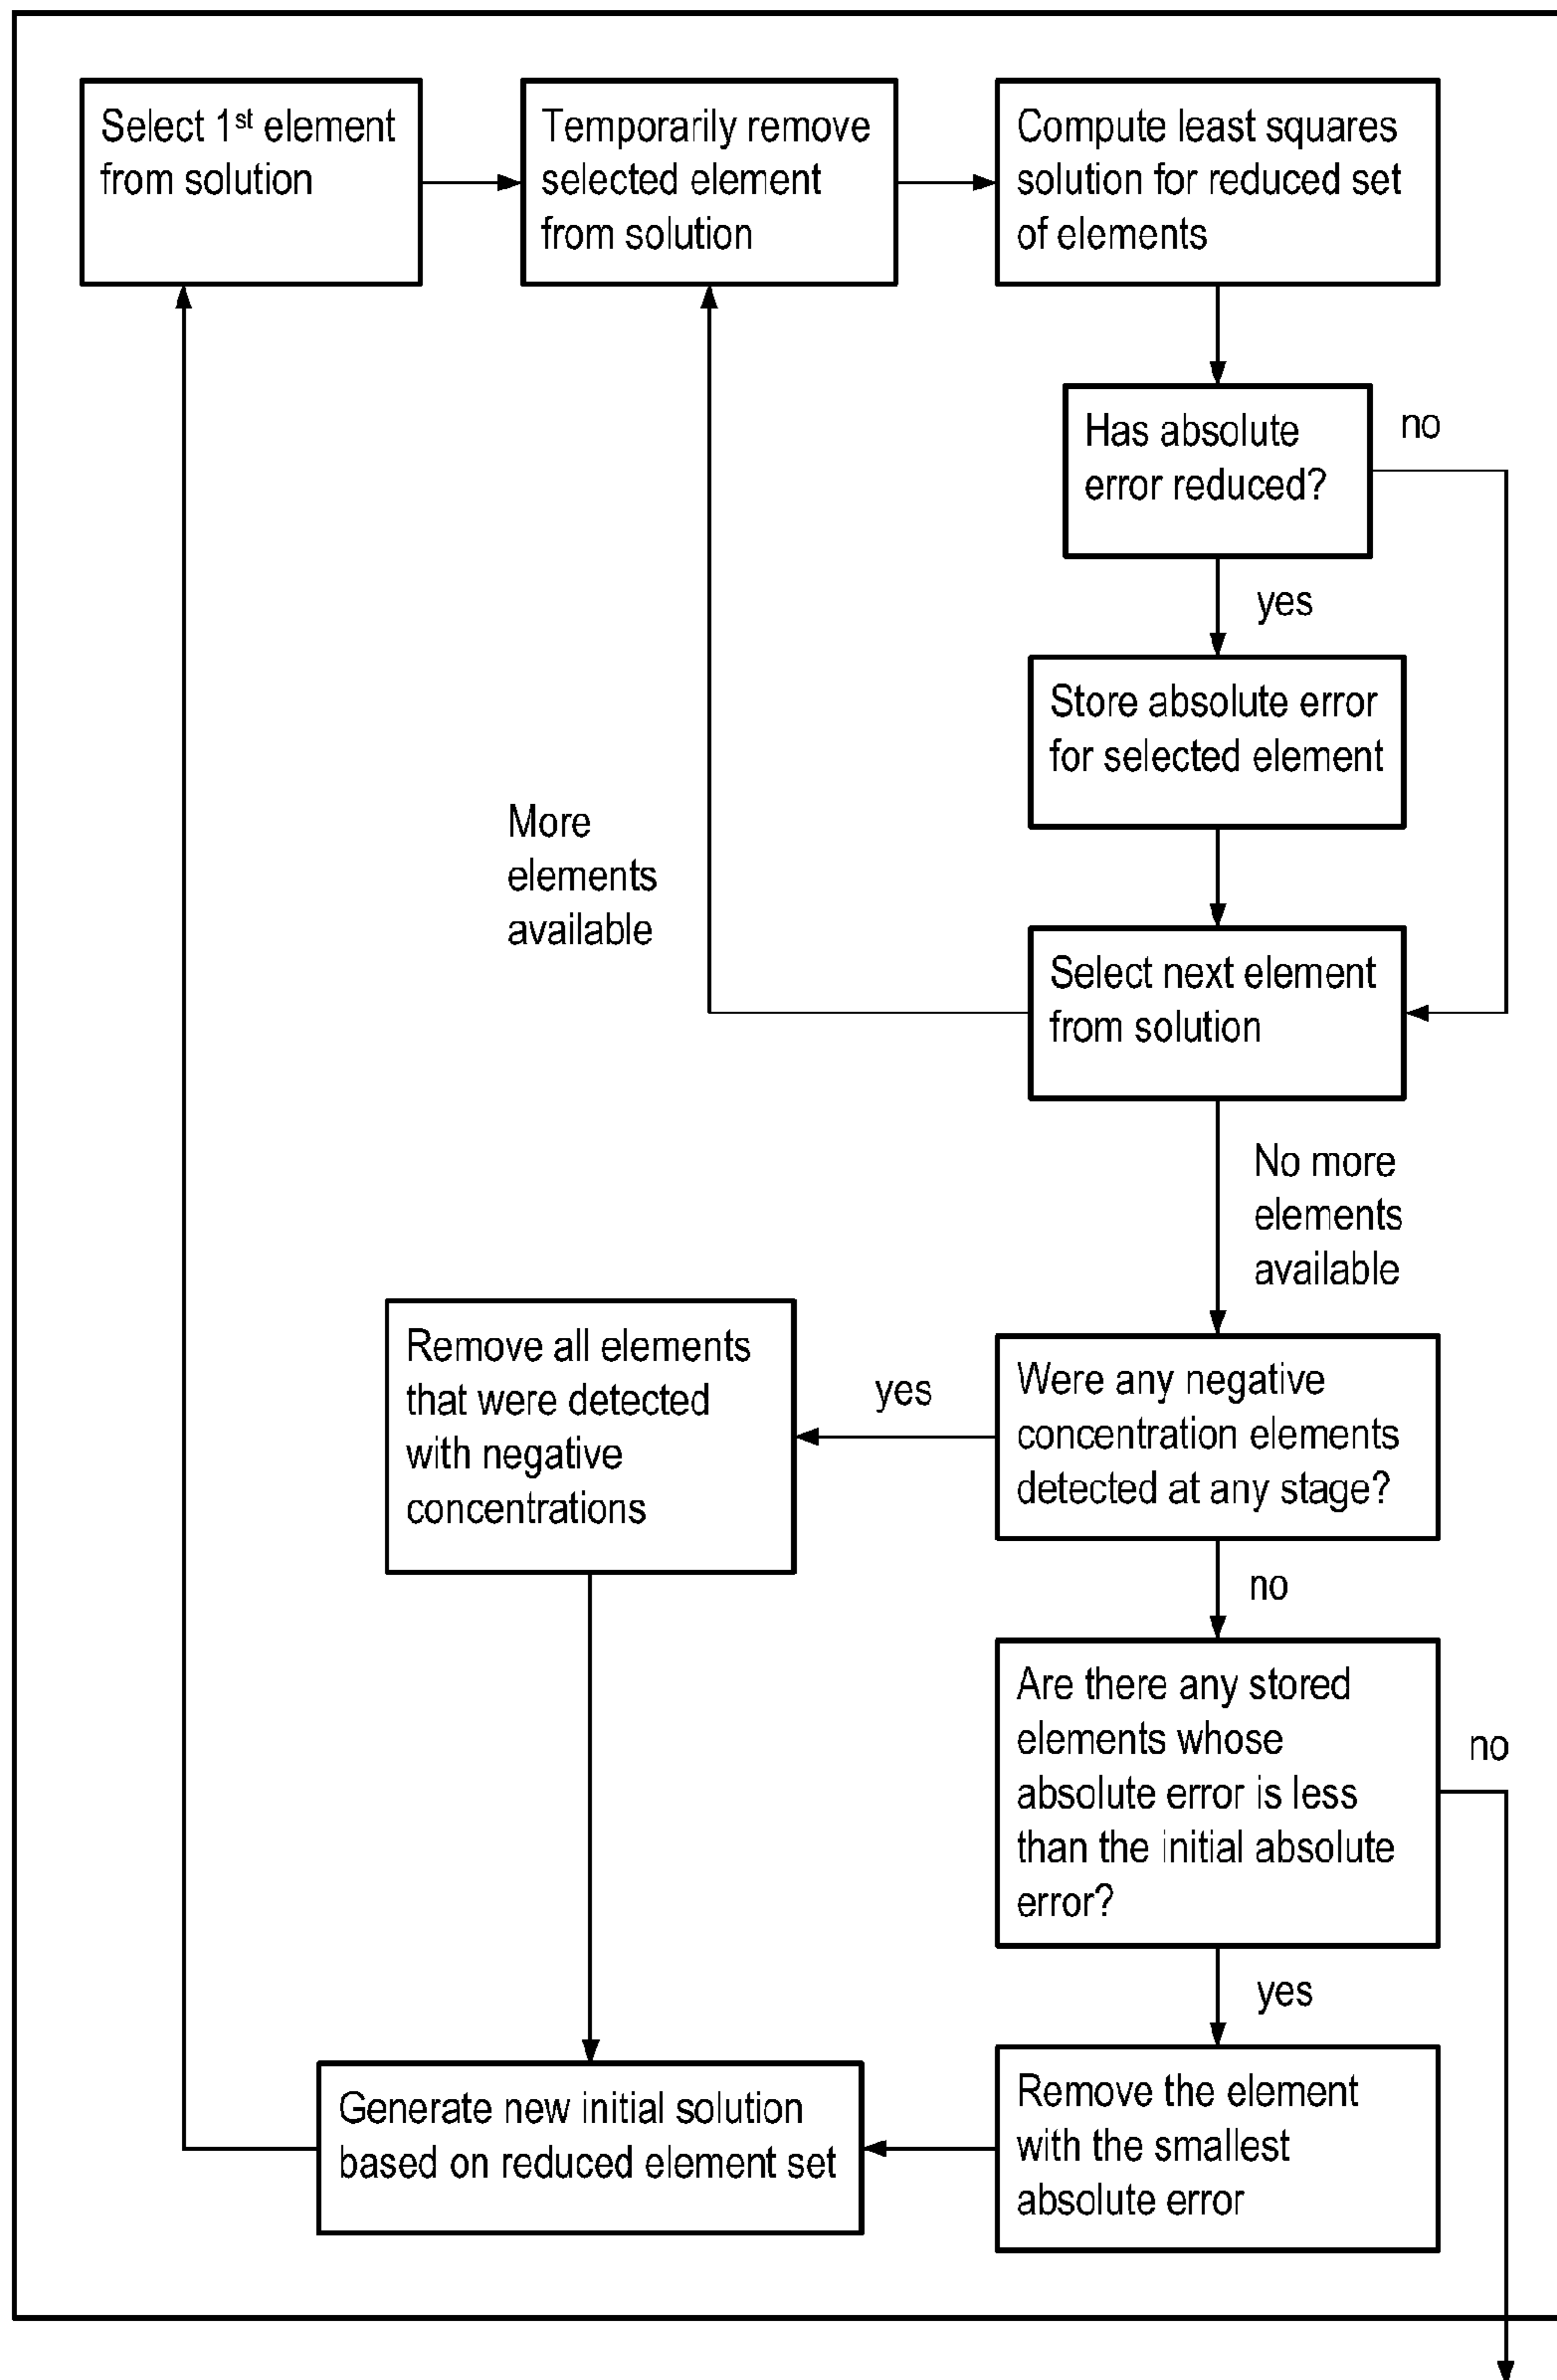 Select 1st element
from solution
Temporarily remove
selected element
from solution
Compute least squares
solution for reduced set
of elements
Has absolute
error reduced?
no
yes
Store absolute error
for selected element
More
elements
available
Select next element
from solution
No more
elements
available
Remove all elements
that were detected
with negative
concentrations
yes
Were any negative
concentration elements
detected at any stage?
no
Are there any stored
elements whose
absolute error is less
than the initial absolute
error?
no
yes
Generate new initial solution
based on reduced element set
Remove the element
with the smallest
absolute error